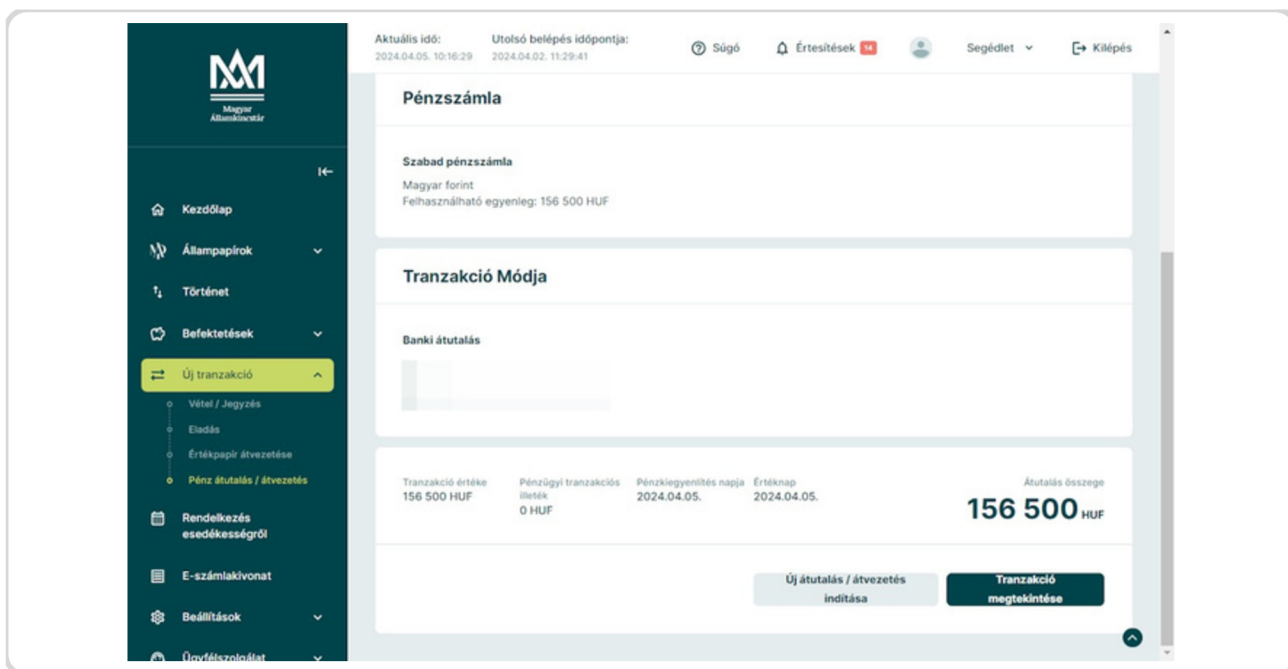 Magyar
Államkincstár
Kezdőlap
Állampapírok
Történet
Befektetések
Új tranzakció
Vétel / Jegyzés
Eladás
Értékpapír átvezetése
Pénz átutalás / átvezetés
Rendelkezés
esedékességről
E-számlakivonat
Beállítások
Ügyfélszolgálat
Aktuális idő:
2024.04.05. 10:16:29
Utolsó belépés időpontja:
2024.04.02. 11:29:41
Súgó
Értesítések 14
Segédlet
Kilépés
Pénzszámla
Szabad pénzszámla
Magyar forint
Felhasználható egyenleg: 156 500 HUF
Tranzakció Módja
Banki átutalás
Tranzakció értéke
156 500 HUF
Pénzügyi tranzakciós
illeték
0 HUF
Pénzkiegyenlítés napja
2024.04.05.
Értéknap
2024.04.05.
Átutalás összege
156 500 HUF
Új átutalás / átvezetés
indítása
Tranzakció
megtekintése